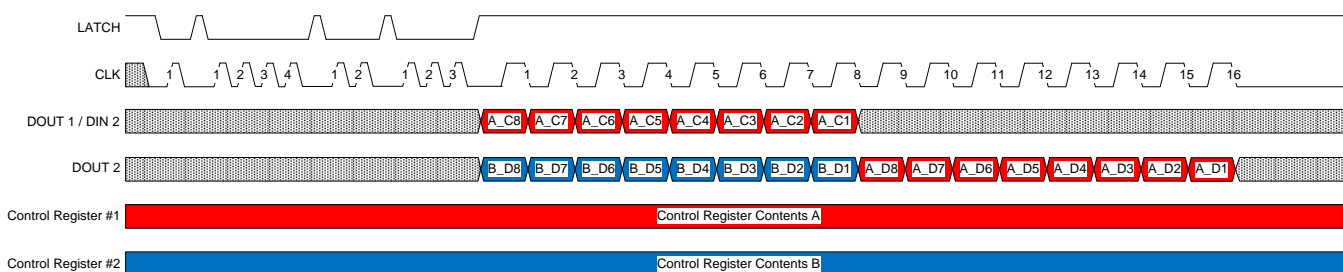 LATCH
CLK 1 1 2 3 4 1 2 1 2 3 1 2 3 4 5 6 7 8 9 10 11 12 13 14 15 16
DOUT 1 / DIN 2 A_C8 A_C7 A_C6 A_C5 A_C4 A_C3 A_C2 A_C1
DOUT 2 B_D8 B_D7 B_D6 B_D5 B_D4 B_D3 B_D2 B_D1 A_D8 A_D7 A_D6 A_D5 A_D4 A_D3 A_D2 A_D1
Control Register #1 Control Register Contents A
Control Register #2 Control Register Contents B